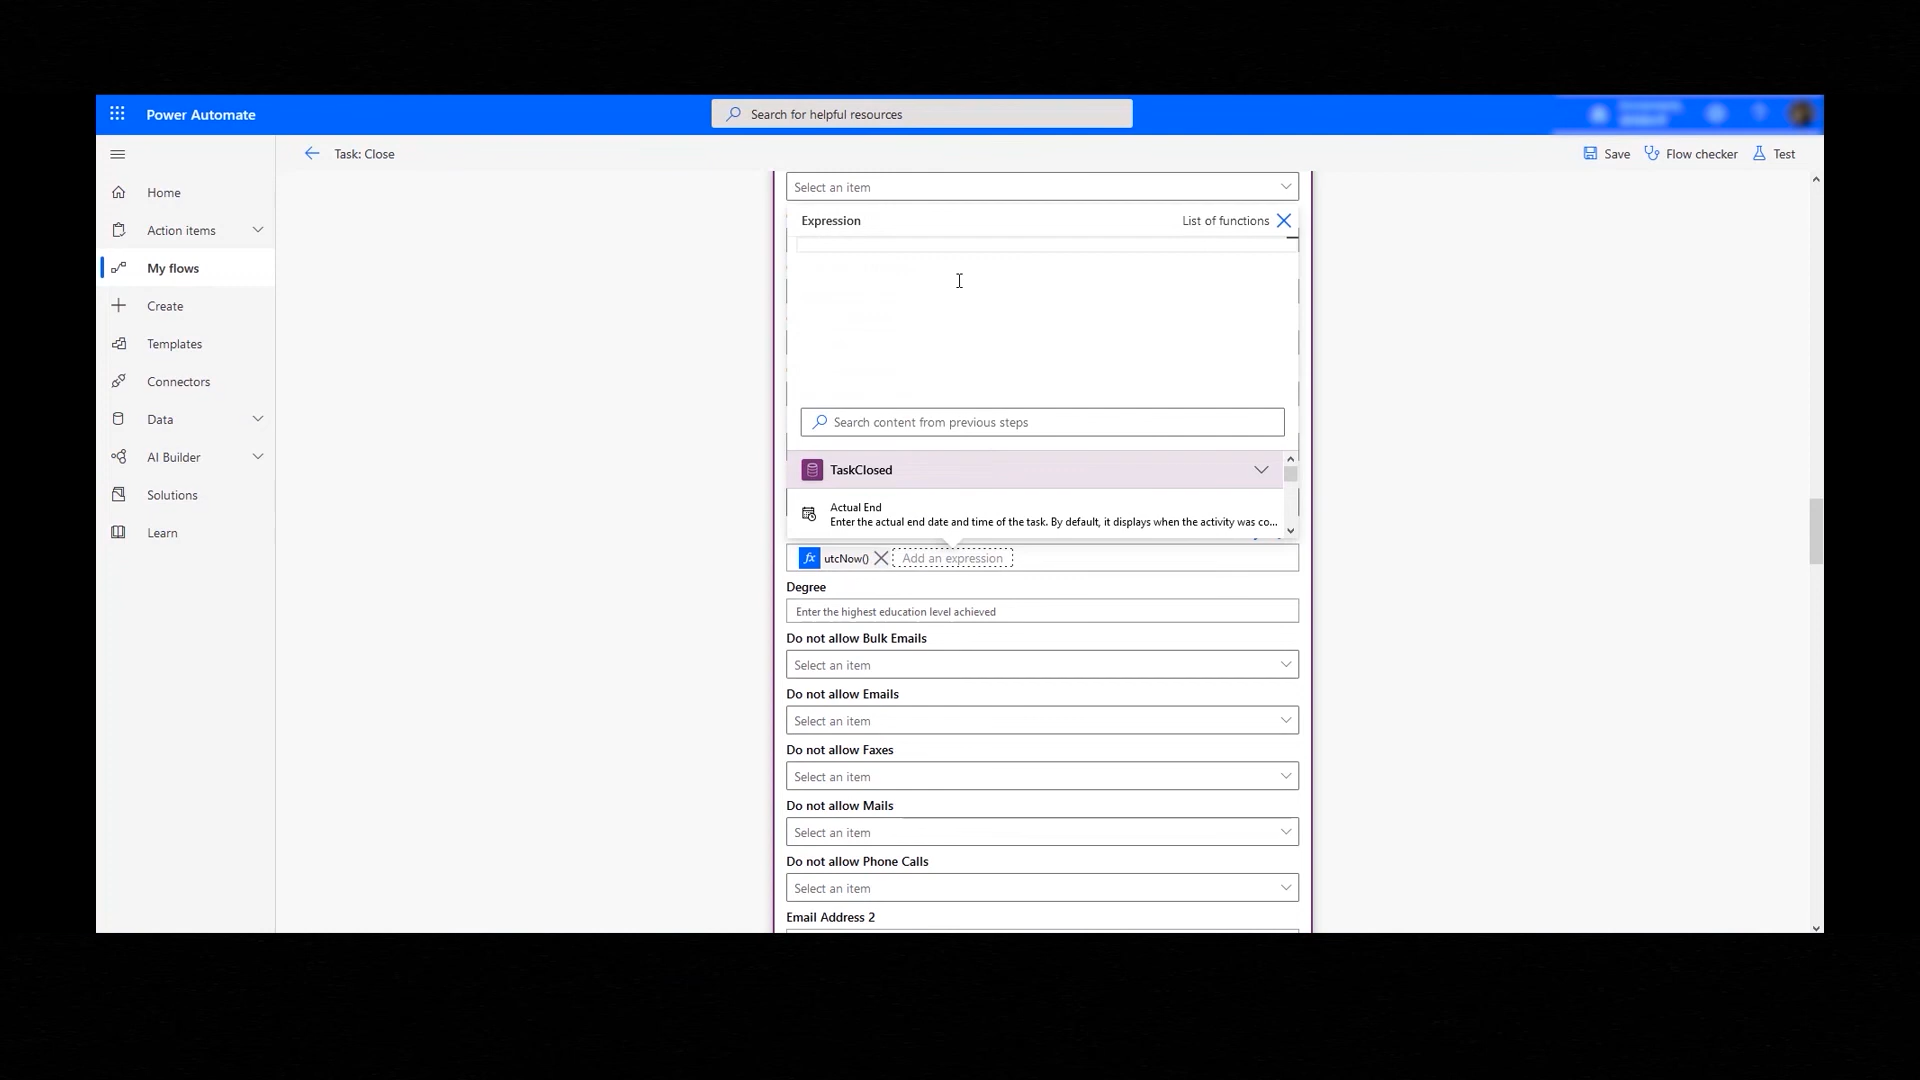 Power Automate
Search for helpful resources
Task: Close
Save
Flow checker
Test
Home
Action items
My flows
Create
Templates
Connectors
Data
AI Builder
Solutions
Learn
Select an item
Expression
List of functions
Search content from previous steps
TaskClosed
Actual End
Enter the actual end date and time of the task. By default, it displays when the activity was co...
fx utcNow()
Add an expression
Degree
Enter the highest education level achieved
Do not allow Bulk Emails
Select an item
Do not allow Emails
Select an item
Do not allow Faxes
Select an item
Do not allow Mails
Select an item
Do not allow Phone Calls
Select an item
Email Address 2